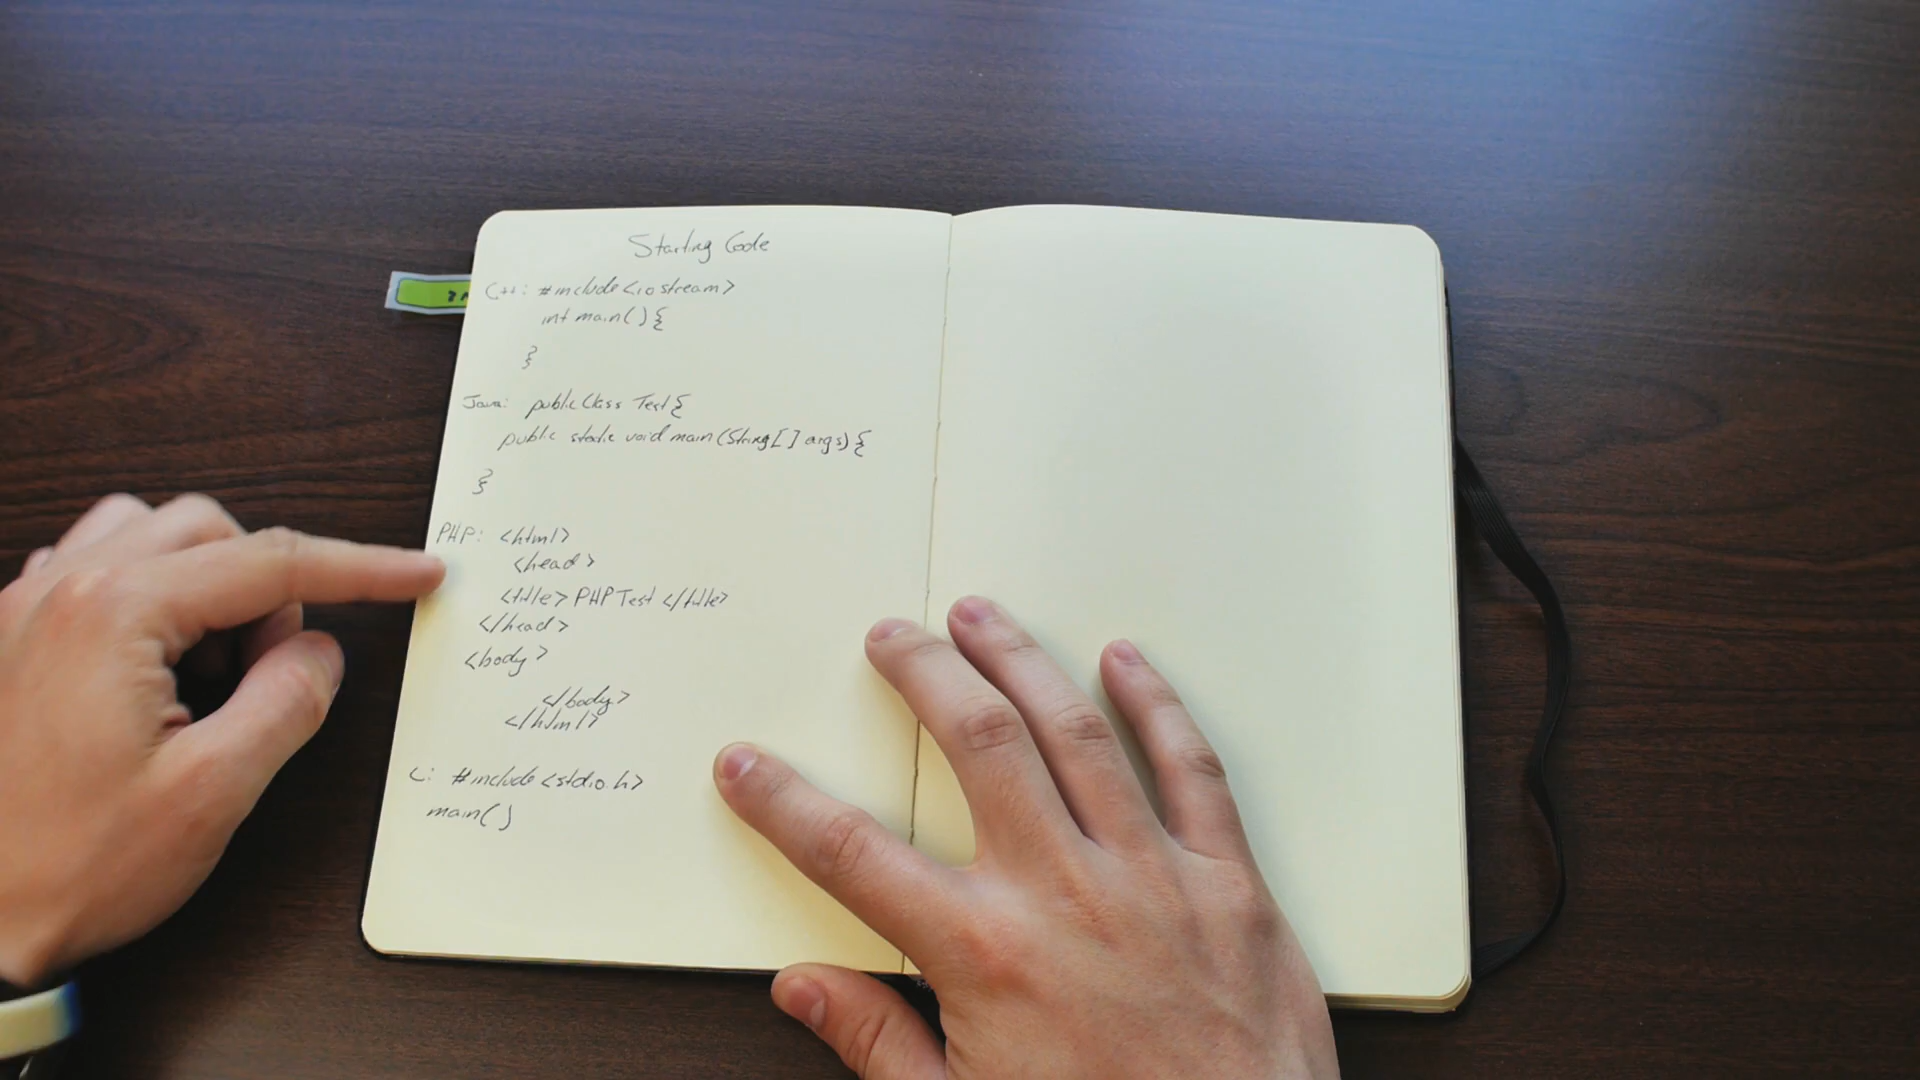 Starting Code
C++: #include<iostream>
int main(){
}
Java: public Class Test{
public static void main(String[] args){
}
PHP: <html>
<head>
<title>PHP Test</title>
</head>
<body>
</body>
</html>
C: #include<stdio.h>
main()